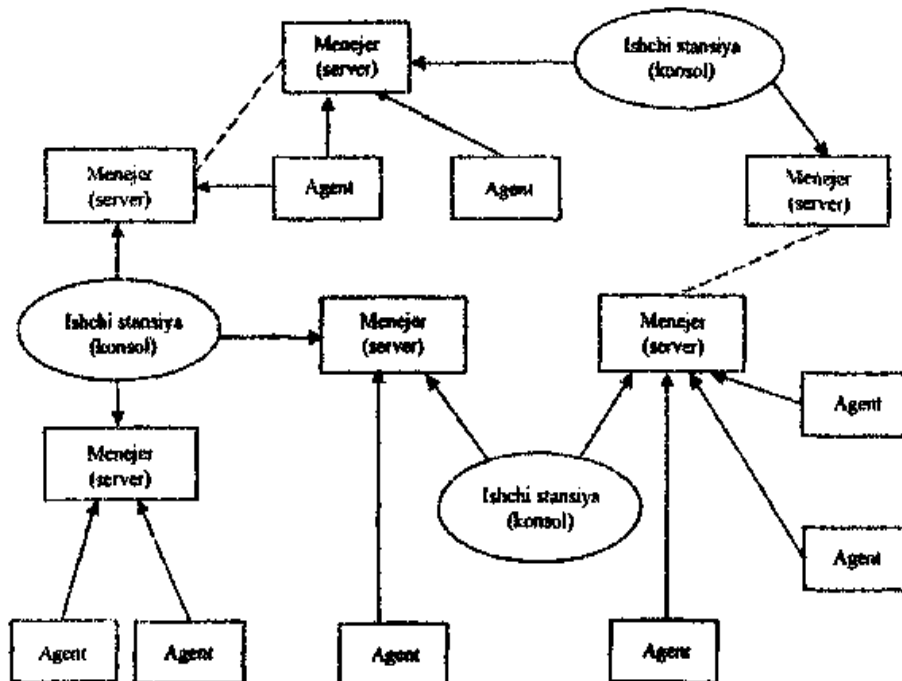 Menejer
(server)
Ishchi stansiya
(konsol)
Menejer
(server)
Agent
Agent
Menejer
(server)
Ishchi stansiya
(konsol)
Menejer
(server)
Menejer
(server)
Agent
Menejer
(server)
Ishchi stansiya
(konsol)
Agent
Agent
Agent
Agent
Agent